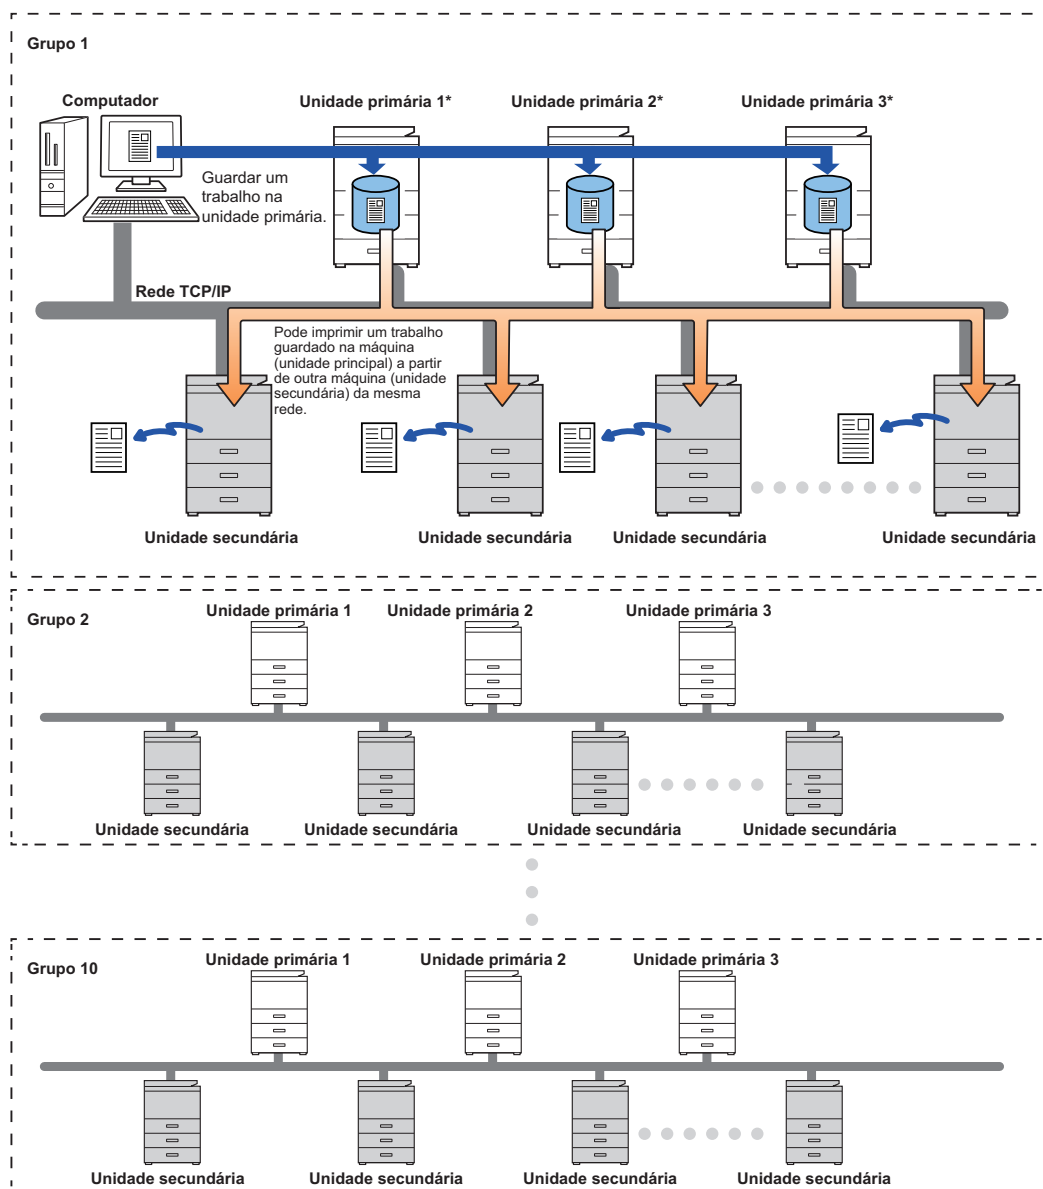 Grupo 1
Computador
Unidade primária 1*
Unidade primária 2*
Unidade primária 3*
Guardar um
trabalho na
unidade primária.
Rede TCP/IP
Pode imprimir um trabalho
guardado na máquina
(unidade principal) a partir
de outra máquina (unidade
secundária) da mesma
rede.
Unidade secundária
Unidade secundária
Unidade secundária
Unidade secundária
Grupo 2
Unidade primária 1
Unidade primária 2
Unidade primária 3
Unidade secundária
Unidade secundária
Unidade secundária
Unidade secundária
Grupo 10
Unidade primária 1
Unidade primária 2
Unidade primária 3
Unidade secundária
Unidade secundária
Unidade secundária
Unidade secundária